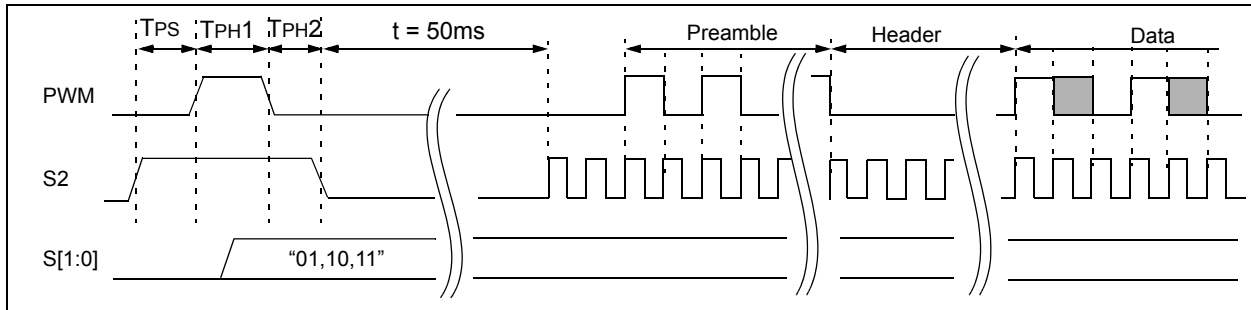 TPS TPH1 TPH2 t = 50ms Preamble Header Data
PWM
S2
S[1:0] “01,10,11”